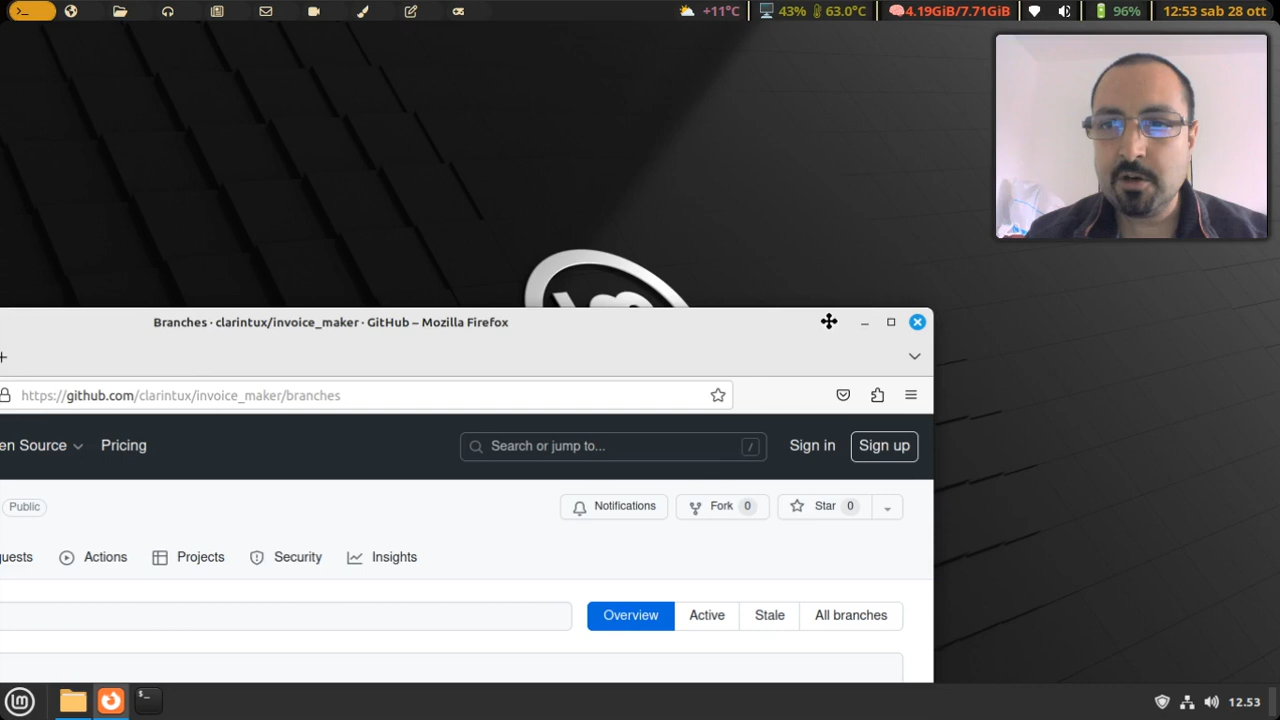 +11°C 43% 63.0°C 4.19GiB/7.71GiB 96% 12:53 sab 28 ott
Branches · clarintux/invoice_maker · GitHub – Mozilla Firefox
https://github.com/clarintux/invoice_maker/branches
en Source Pricing Search or jump to... / Sign in Sign up
Public Notifications Fork 0 Star 0
quests Actions Projects Security Insights
Overview Active Stale All branches
12.53